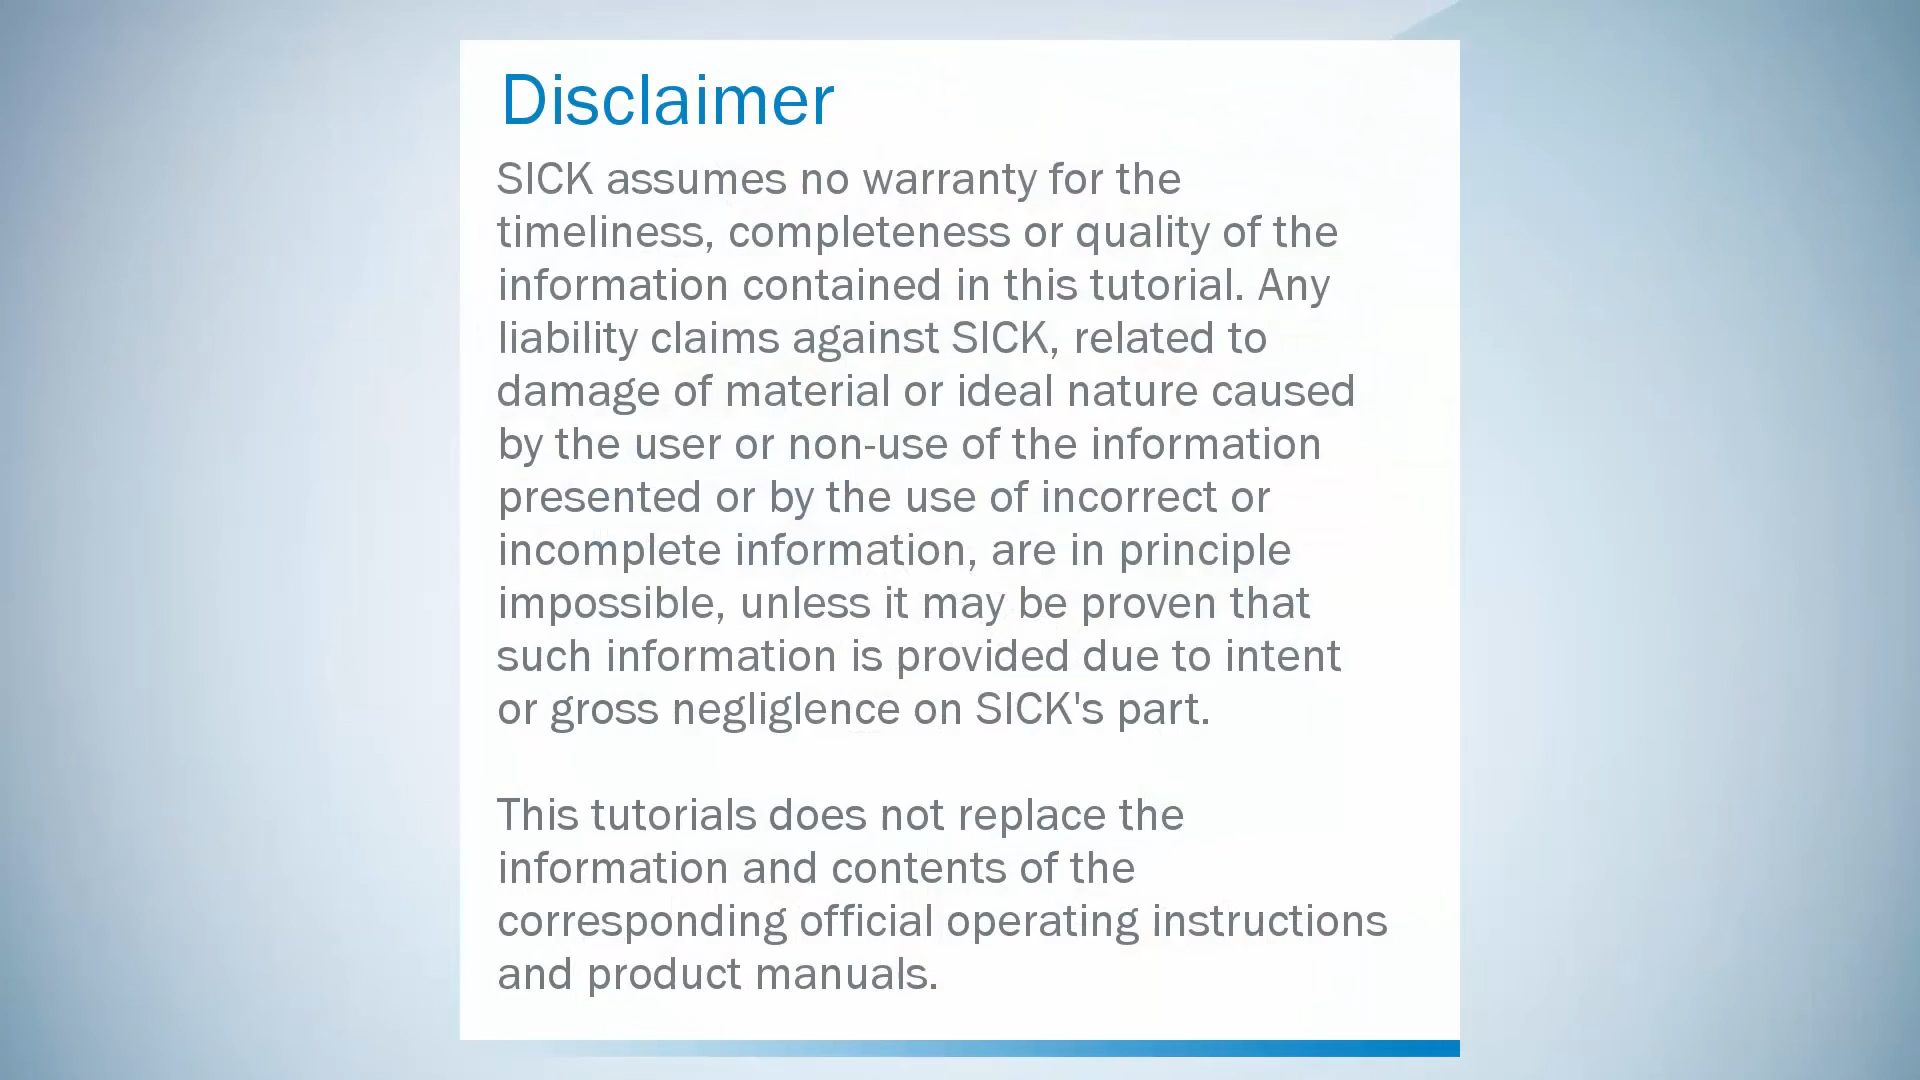 Disclaimer
SICK assumes no warranty for the
timeliness, completeness or quality of the
information contained in this tutorial. Any
liability claims against SICK, related to
damage of material or ideal nature caused
by the user or non-use of the information
presented or by the use of incorrect or
incomplete information, are in principle
impossible, unless it may be proven that
such information is provided due to intent
or gross negliglence on SICK's part.
This tutorials does not replace the
information and contents of the
corresponding official operating instructions
and product manuals.